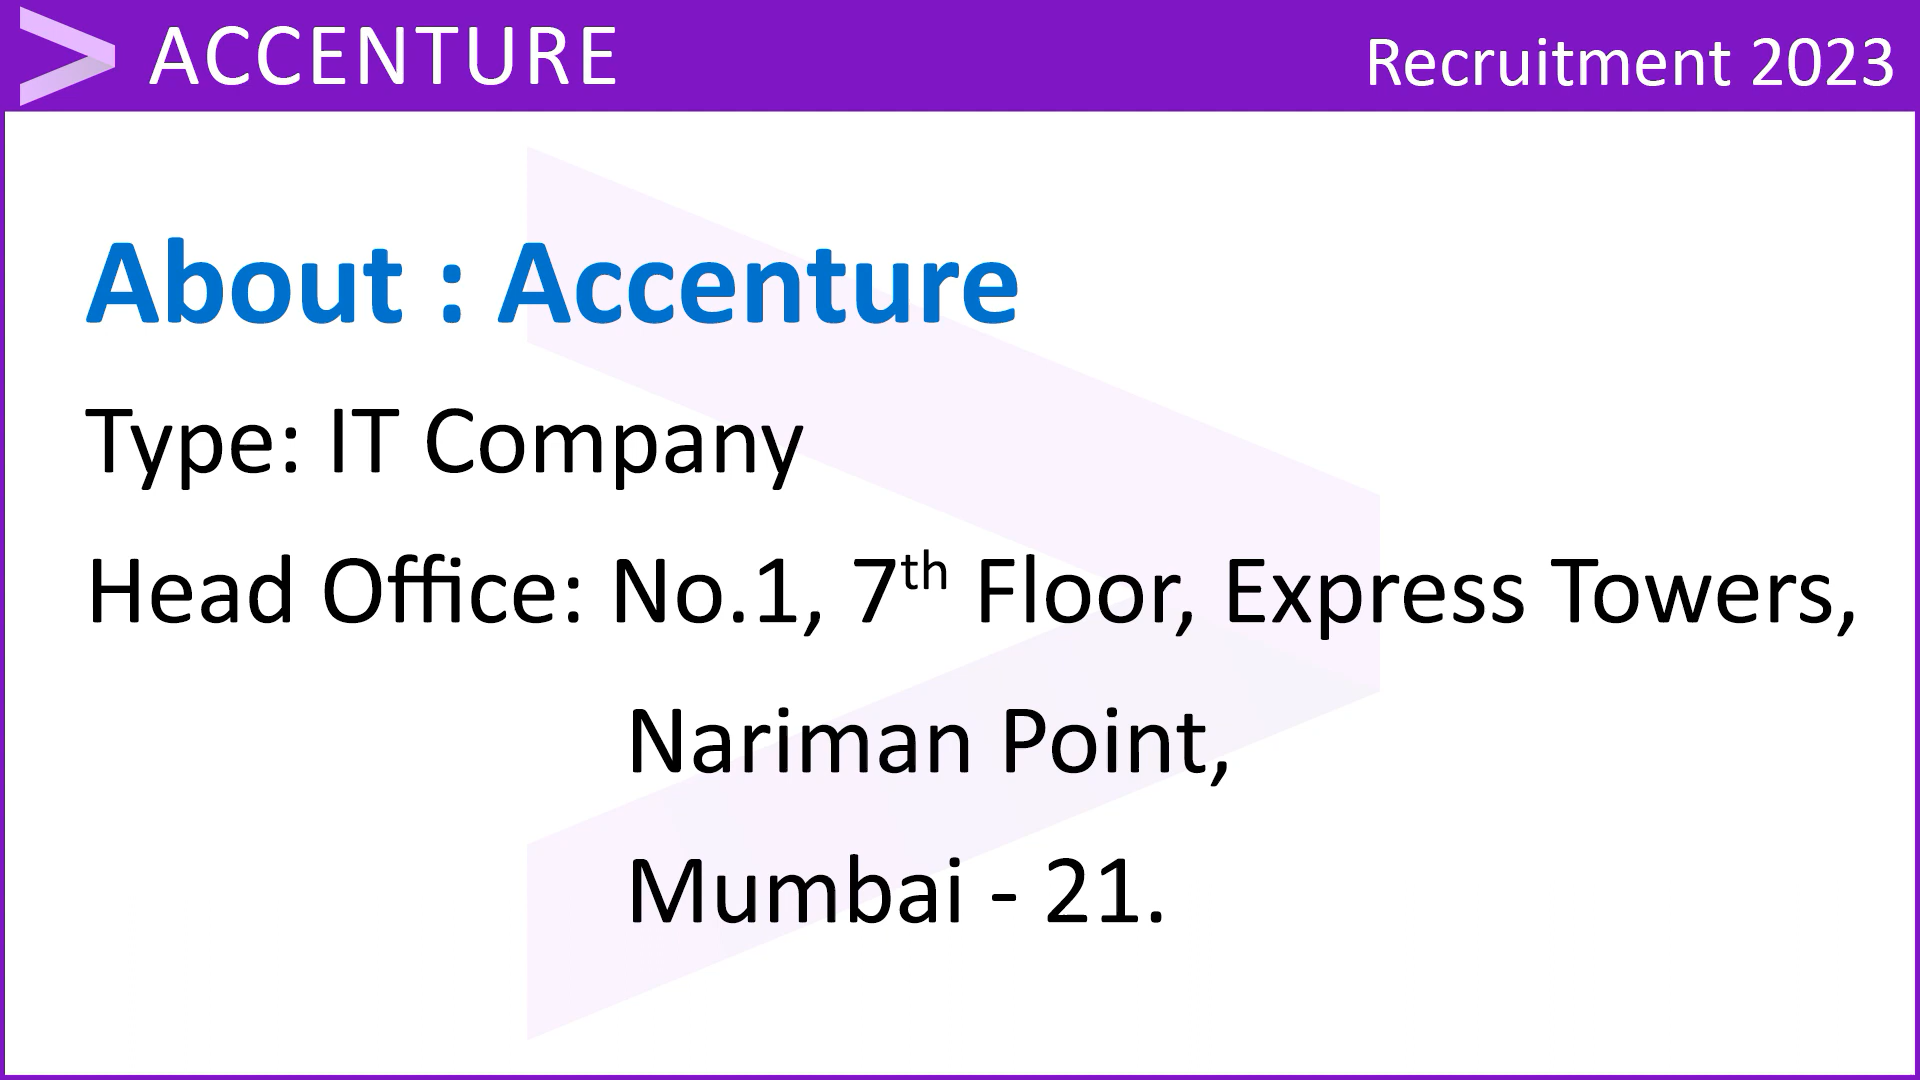 ACCENTURE
Recruitment 2023
About : Accenture
Type: IT Company
Head Office: No.1, 7th Floor, Express Towers,
Nariman Point,
Mumbai - 21.